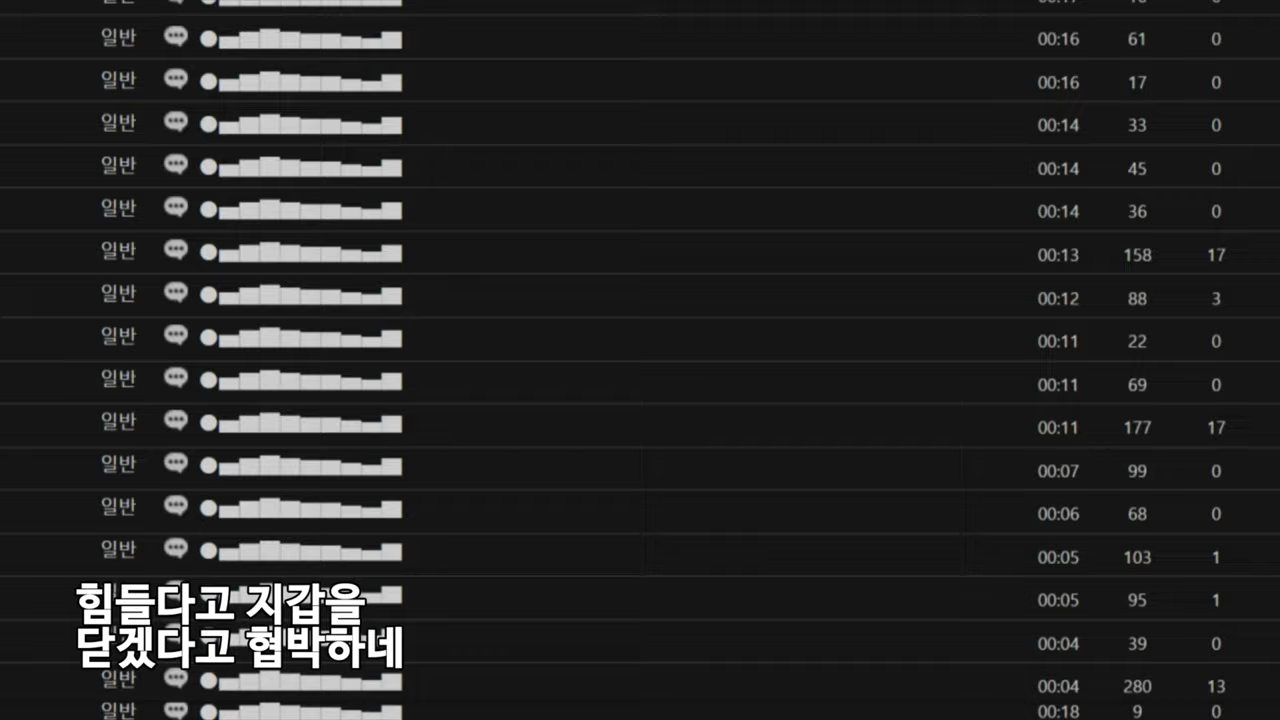 일반 00:16 61 0
일반 00:16 17 0
일반 00:14 33 0
일반 00:14 45 0
일반 00:14 36 0
일반 00:13 158 17
일반 00:12 88 3
일반 00:11 22 0
일반 00:11 69 0
일반 00:11 177 17
일반 00:07 99 0
일반 00:06 68 0
일반 00:05 103 1
힘들다고 지갑을 00:05 95 1
닫겠다고 협박하네 00:04 39 0
일반 00:04 280 13
일반 00:18 9 0